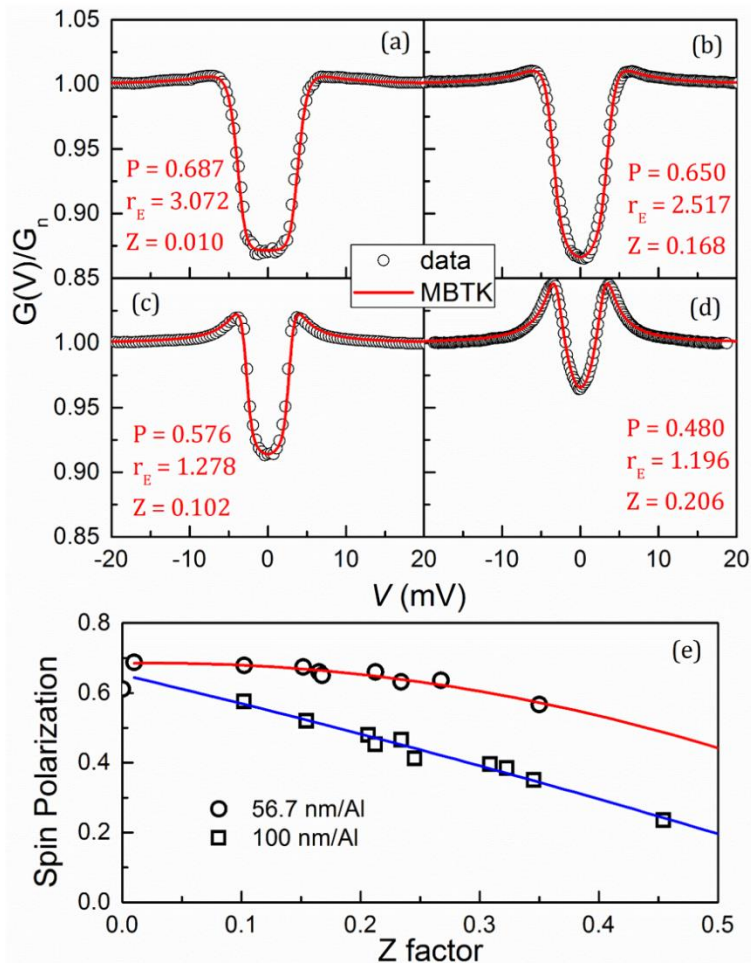 1.05
1.00
0.95
0.90
0.85
G(V)/Gₙ
(a)
P = 0.687
r_E = 3.072
Z = 0.010
(b)
P = 0.650
r_E = 2.517
Z = 0.168
data
MBTK
1.00
0.95
0.90
0.85
(c)
P = 0.576
r_E = 1.278
Z = 0.102
(d)
P = 0.480
r_E = 1.196
Z = 0.206
-20 -10 0 10 20 -10 0 10 20
V (mV)
0.8
0.6
0.4
0.2
0.0
Spin Polarization
(e)
56.7 nm/Al
100 nm/Al
0.0 0.1 0.2 0.3 0.4 0.5
Z factor